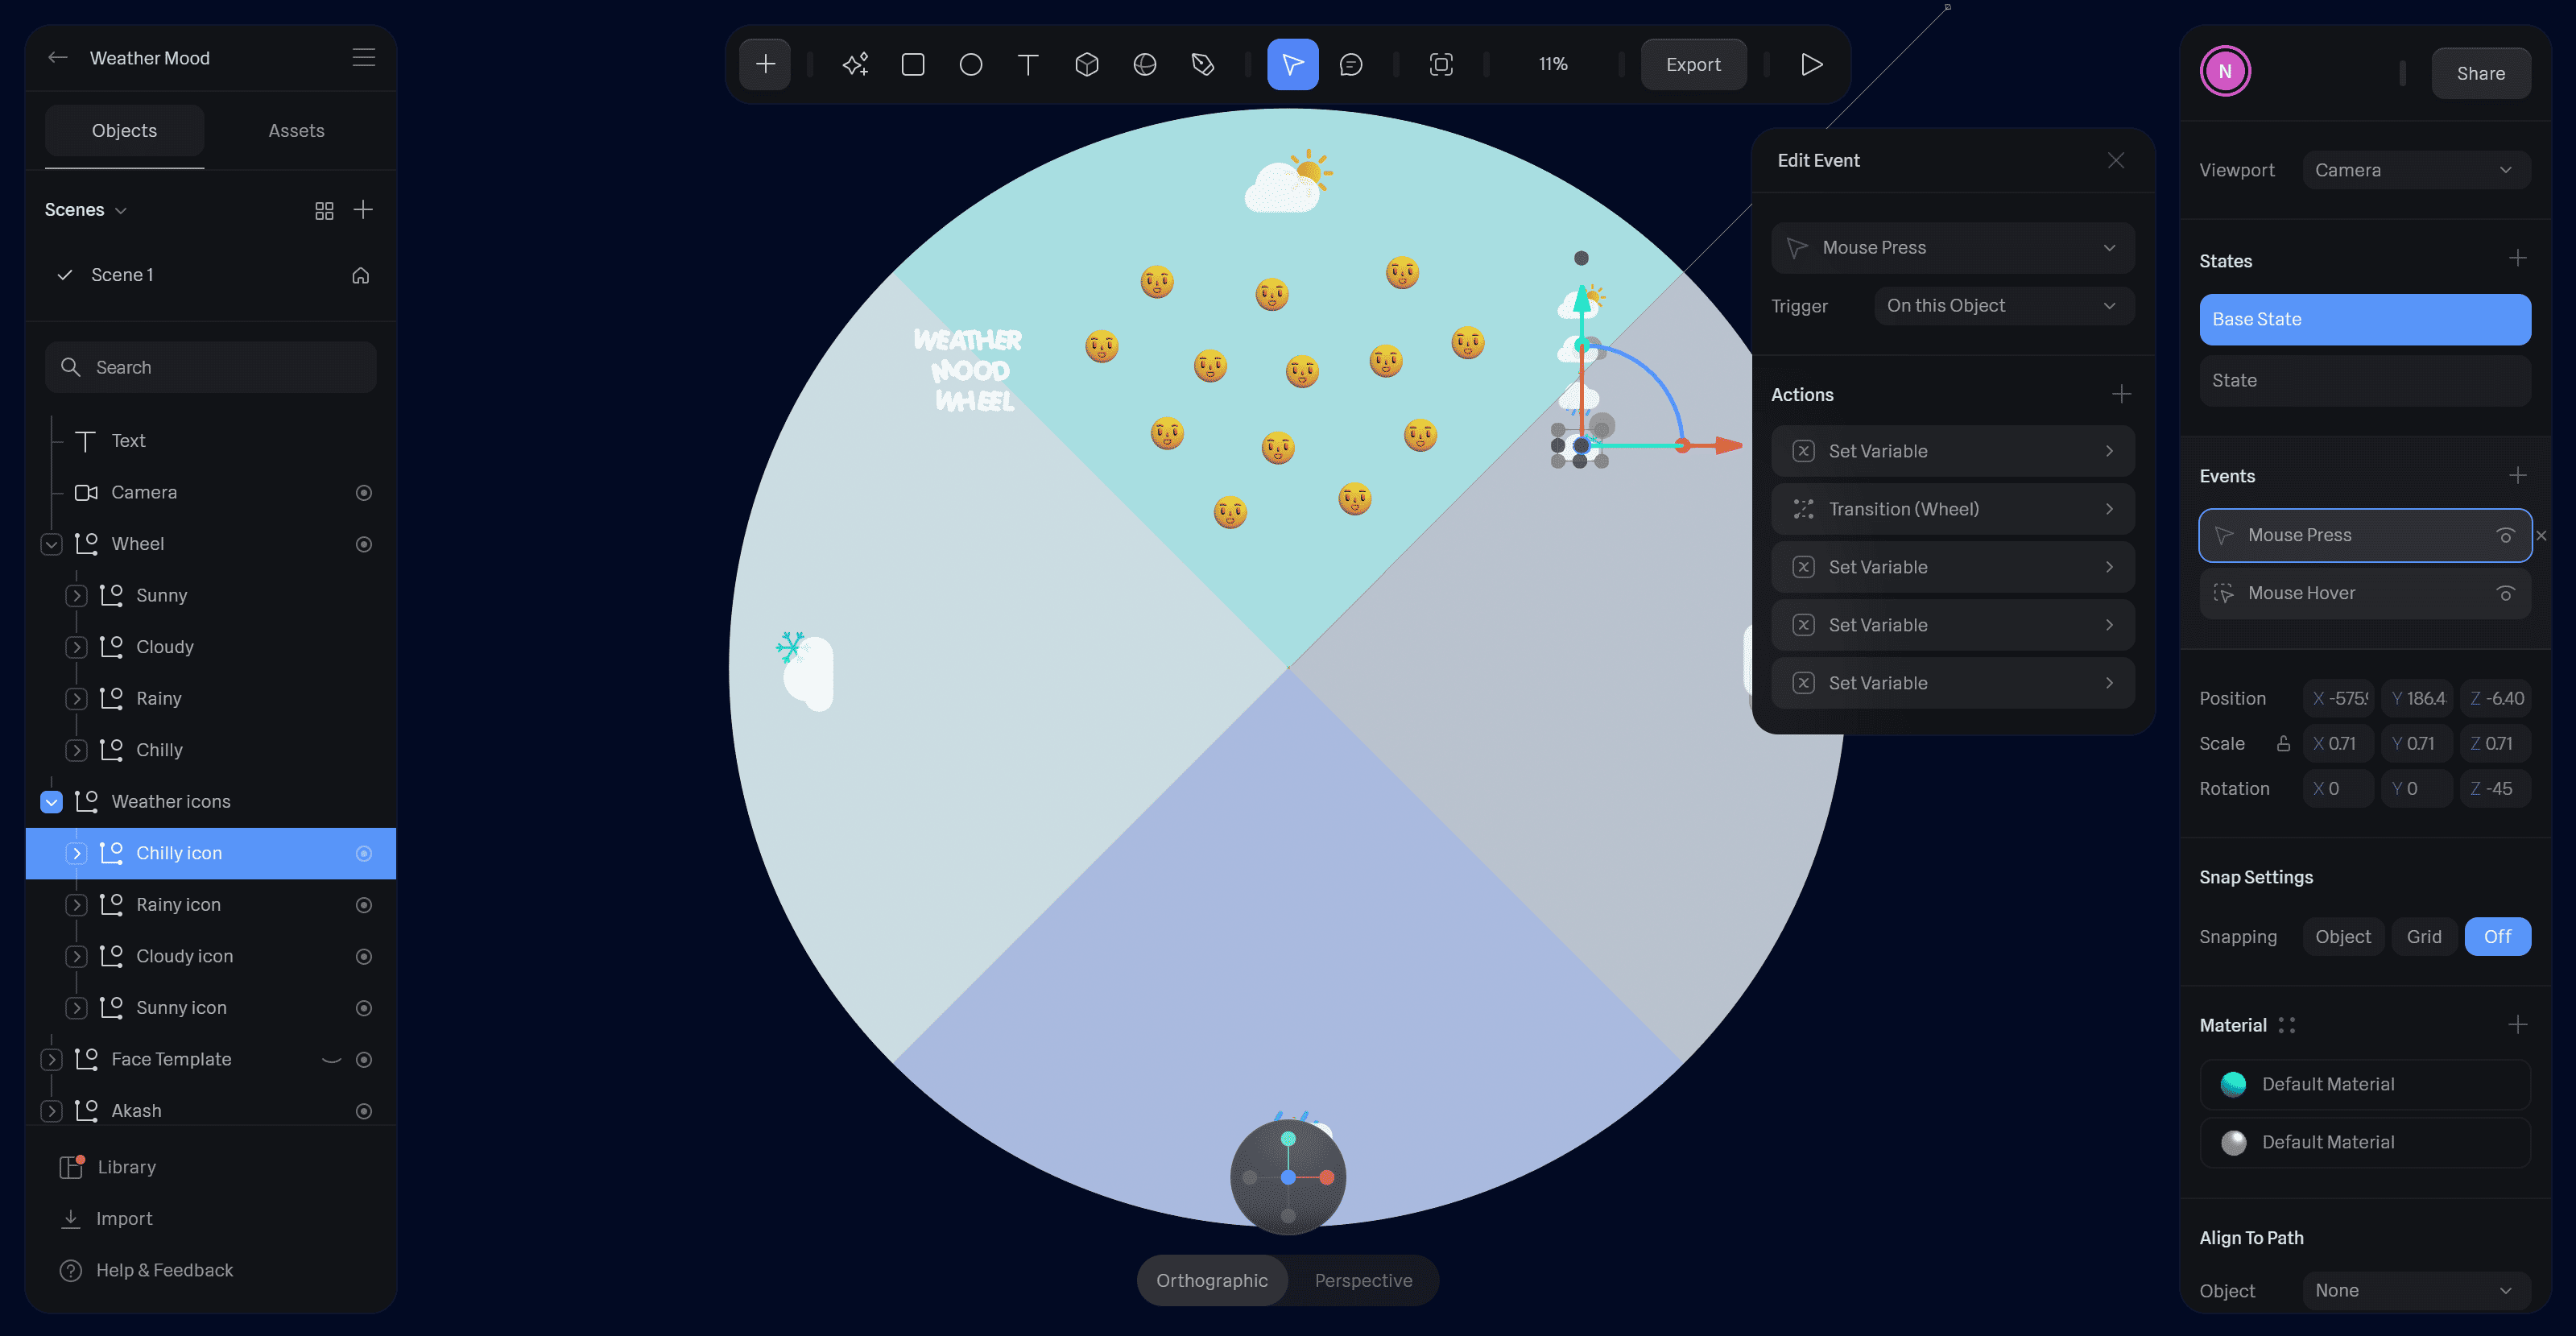 Weather Mood
Objects
Assets
Scenes
Scene 1
Search
Text
Camera
Wheel
Sunny
Cloudy
Rainy
Chilly
Weather icons
Chilly icon
Rainy icon
Cloudy icon
Sunny icon
Face Template
Akash
Library
Import
Help & Feedback
11%
Export
WEATHER
MOOD
WHEEL
Orthographic
Perspective
Edit Event
Mouse Press
Trigger
On this Object
Actions
Set Variable
Transition (Wheel)
Set Variable
Set Variable
Set Variable
N
Share
Viewport
Camera
States
Base State
State
Events
Mouse Press
Mouse Hover
Position X -575. Y 186.4 Z -6.40
Scale X 0.71 Y 0.71 Z 0.71
Rotation X 0 Y 0 Z -45
Snap Settings
Snapping Object Grid Off
Material
Default Material
Default Material
Align To Path
Object None